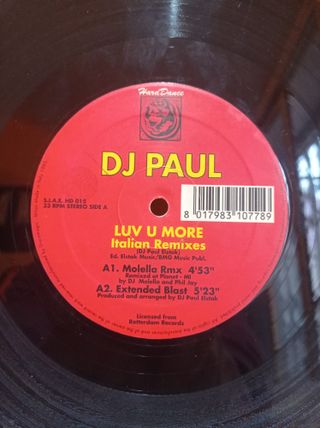 HardDance
DJ PAUL
S.I.A.E. HD 015
33 RPM STEREO SIDE A
8 017983 107789
LUV U MORE
Italian Remixes
(DJ Paul Elstak)
Ed. Elstak Music/BMG Music Publ.
A1. Molella Rmx 4'53"
Remixed at Planet - MI
by DJ Molella and Phil Jay
A2. Extended Blast 5'23"
Produced and arranged by DJ Paul Elstak
Licensed from
Rotterdam Records